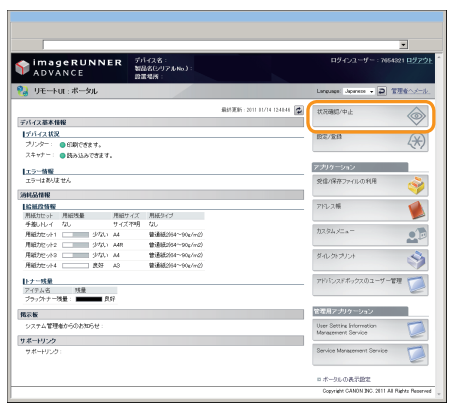 imageRUNNER
ADVANCE
デバイス名 :
製品名(シリアルNo.) :
設置場所 :
ログインユーザー : 7654321 ログアウト
リモートUI : ポータル
Language: Japanese 管理者へメール
最終更新 : 2011 01/14 12:48:46
デバイス基本情報
デバイス状況
プリンター : 印刷できます。
スキャナー : 読み込みできます。
エラー情報
エラーはありません
消耗品情報
給紙段情報
用紙カセット 用紙残量 用紙サイズ 用紙タイプ
手差しトレイ なし サイズ不明 なし
用紙カセット1 少ない A4 普通紙2(64〜90g/m2)
用紙カセット2 少ない A4R 普通紙2(64〜90g/m2)
用紙カセット3 少ない A4 普通紙2(64〜90g/m2)
用紙カセット4 良好 A3 普通紙2(64〜90g/m2)
トナー残量
アイテム名 残量
ブラックトナー残量 : 良好
掲示板
システム管理者からのお知らせ :
サポートリンク
サポートリンク :
状況確認/中止
設定/登録
アプリケーション
受信/保存ファイルの利用
アドレス帳
カスタムメニュー
ダイレクトプリント
アドバンスドボックスのユーザー管理
管理用アプリケーション
User Setting Information
Management Service
Service Management Service
ポータルの表示設定
Copyright CANON INC. 2011 All Rights Reserved